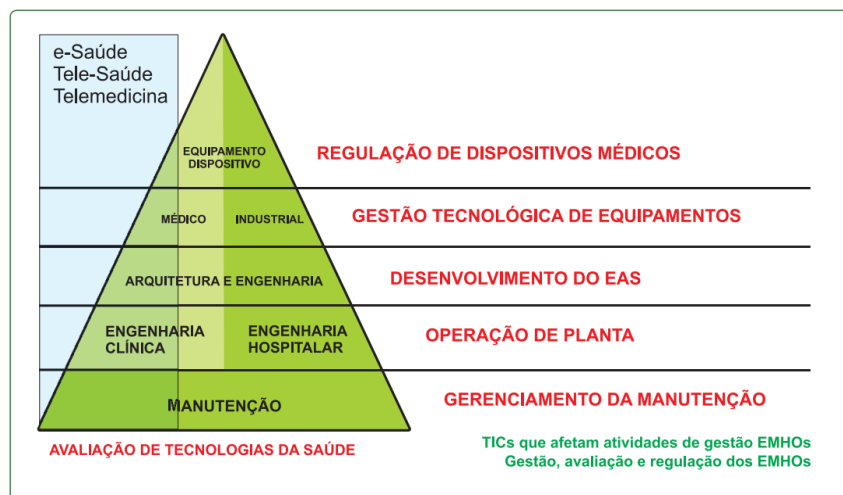 e-Saúde
Tele-Saúde
Telemedicina
EQUIPAMENTO
DISPOSITIVO
REGULAÇÃO DE DISPOSITIVOS MÉDICOS
MÉDICO
INDUSTRIAL
GESTÃO TECNOLÓGICA DE EQUIPAMENTOS
ARQUITETURA E ENGENHARIA
DESENVOLVIMENTO DO EAS
ENGENHARIA
CLÍNICA
ENGENHARIA
HOSPITALAR
OPERAÇÃO DE PLANTA
MANUTENÇÃO
GERENCIAMENTO DA MANUTENÇÃO
AVALIAÇÃO DE TECNOLOGIAS DA SAÚDE
TICs que afetam atividades de gestão EMHOs
Gestão, avaliação e regulação dos EMHOs